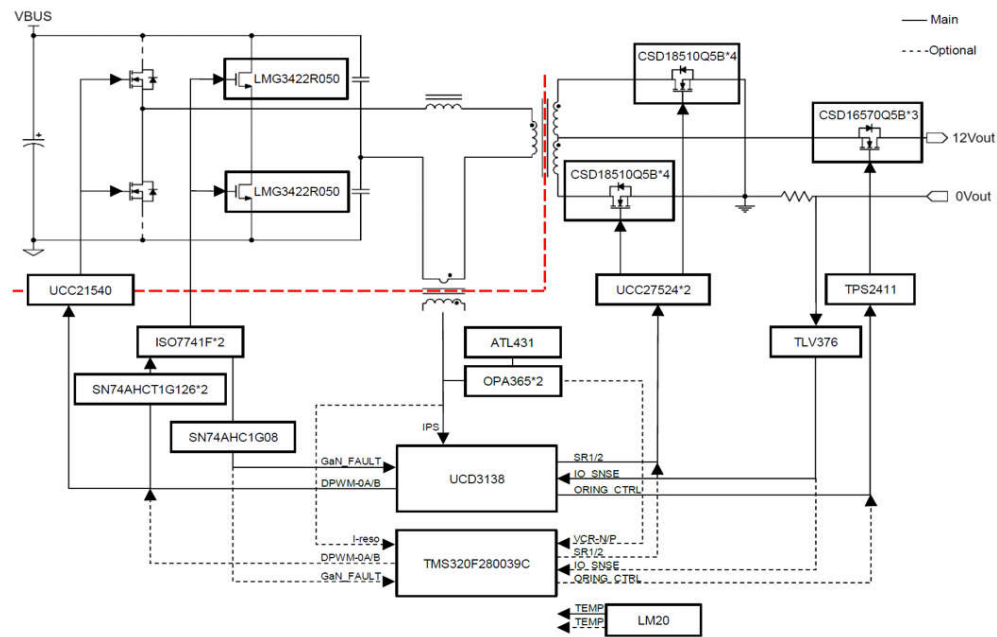 VBUS
Main
Optional
CSD18510Q5B*4
LMG3422R050
CSD16570Q5B*3
12Vout
CSD18510Q5B*4
LMG3422R050
0Vout
UCC21540
UCC27524*2
TPS2411
ISO7741F*2
ATL431
TLV376
SN74AHCT1G126*2
OPA365*2
SN74AHC1G08
IPS
GaN_FAULT
SR1/2
IO_SNSE
DPWM-0A/B
UCD3138
ORING_CTRL
I-reso
VCR-N/P
DPWM-0A/B
TMS320F280039C
SR1/2
IO_SNSE
GaN_FAULT
ORING_CTRL
TEMP
TEMP
LM20